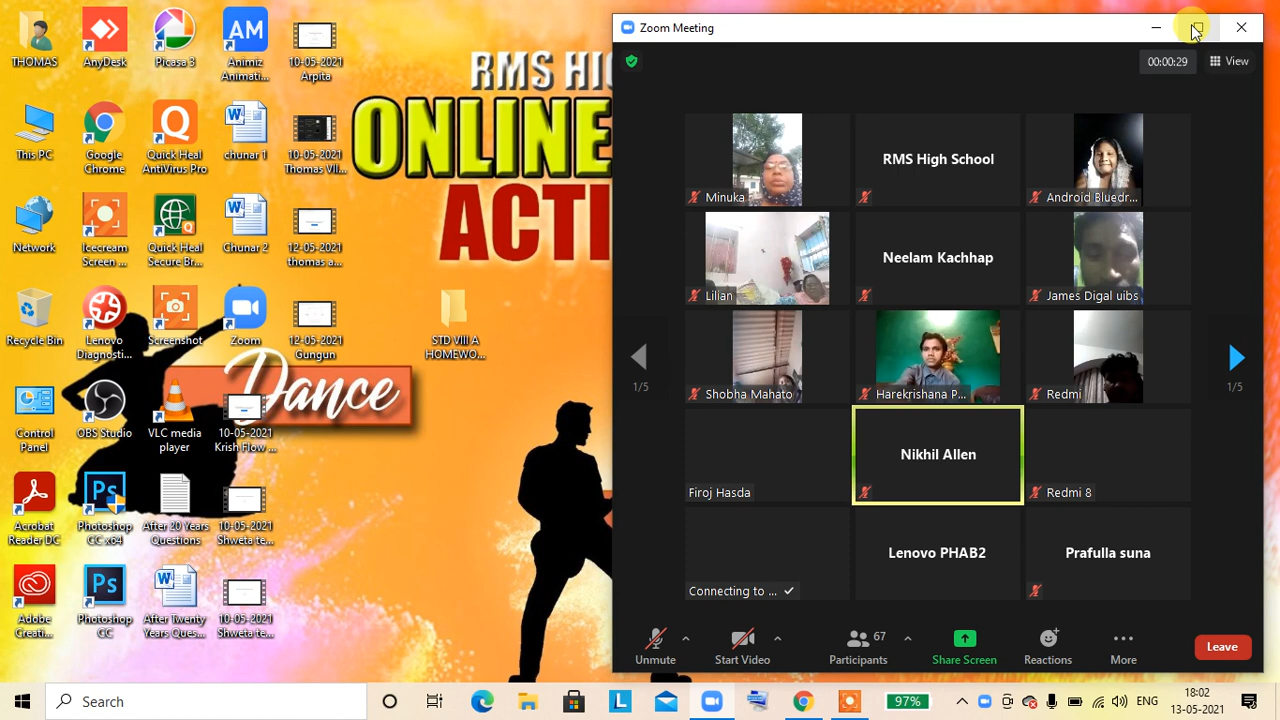 THOMAS
AnyDesk
Picasa 3
Animiz
Animati...
10-05-2021
Arpita
This PC
Google
Chrome
Quick Heal
AntiVirus Pro
chunar 1
10-05-2021
Thomas VII...
Network
Icecream
Screen ...
Quick Heal
Secure Br...
Chunar 2
12-05-2021
thomas a...
Recycle Bin
Lenovo
Diagnosti...
Screenshot
Zoom
12-05-2021
Gungun
STD VIII A
HOMEWO...
Control
Panel
OBS Studio
VLC media
player
10-05-2021
Krish Flow ...
Acrobat
Reader DC
Photoshop
CC x64
After 20 Years
Questions
10-05-2021
Shweta te...
Adobe
Creati...
Photoshop
CC
After Twenty
Years Ques...
10-05-2021
Shweta te...
AM
RMS HI
ONLINE
ACTI
Dance
Zoom Meeting
00:00:29
View
Minuka
RMS High School
Android Bluedr...
Lilian
Neelam Kachhap
James Digal uibs
Shobha Mahato
Harekrishana P...
Redmi
1/5
1/5
Firoj Hasda
Nikhil Allen
Redmi 8
Connecting to ...
Lenovo PHAB2
Prafulla suna
Unmute
Start Video
Participants
67
Share Screen
Reactions
More
Leave
Search
97%
ENG
18:02
13-05-2021